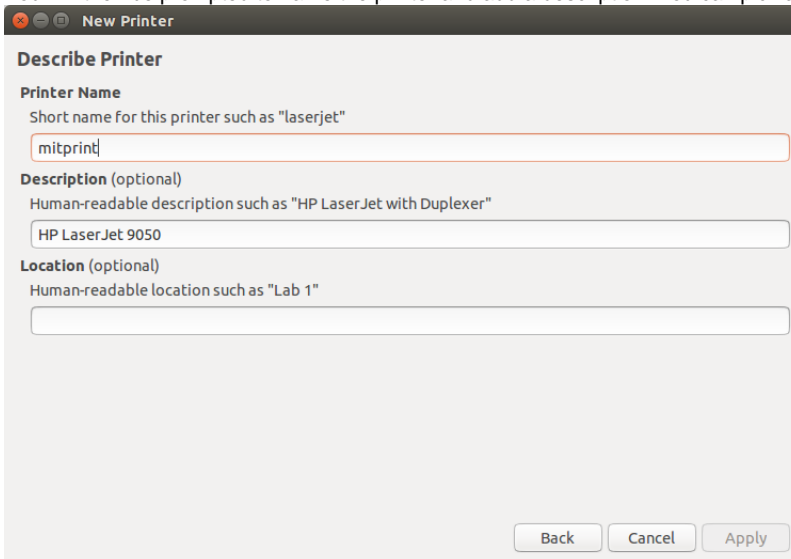 New Printer
Describe Printer
Printer Name
Short name for this printer such as "laserjet"
mitprint
Description (optional)
Human-readable description such as "HP LaserJet with Duplexer"
HP LaserJet 9050
Location (optional)
Human-readable location such as "Lab 1"
Back Cancel Apply